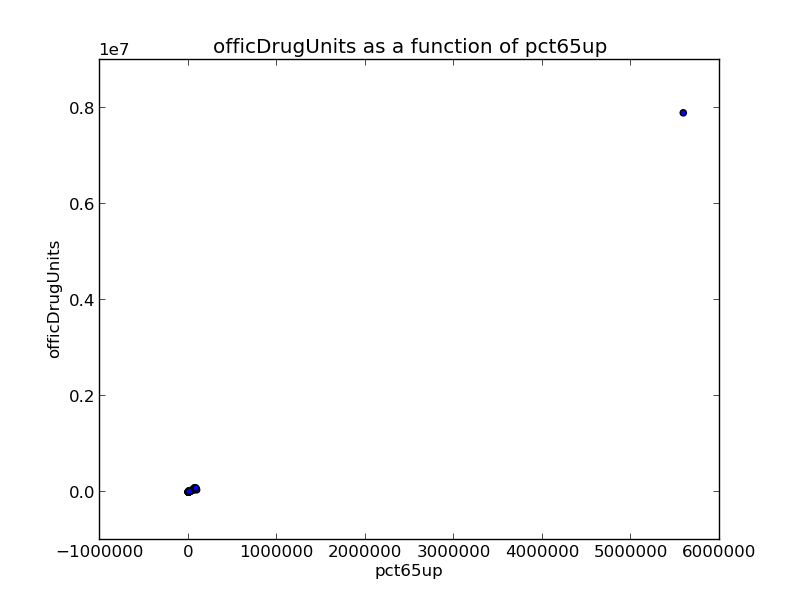 officDrugUnits as a function of pct65up
1e7
0.8
0.6
0.4
0.2
0.0
officDrugUnits
−1000000 0 1000000 2000000 3000000 4000000 5000000 6000000
pct65up